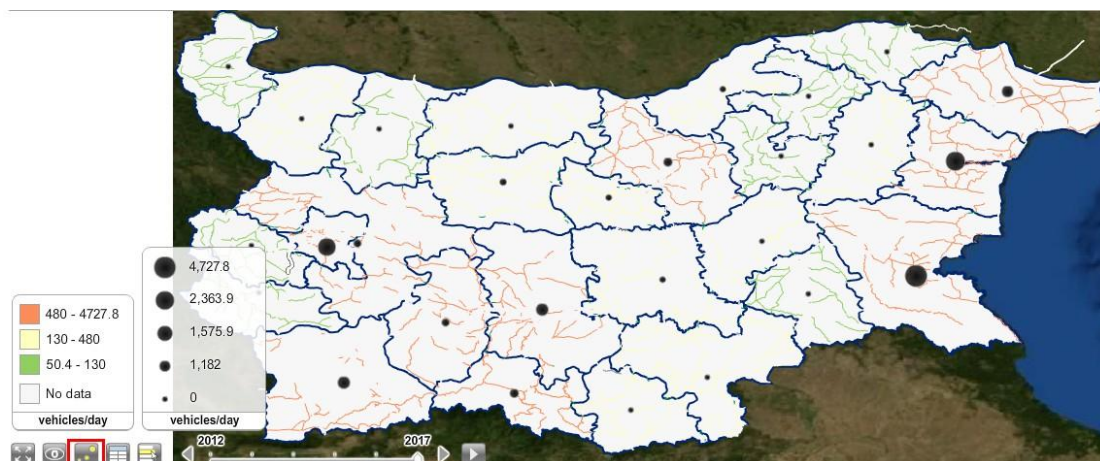 480 - 4727.8
130 - 480
50.4 - 130
No data
vehicles/day
4,727.8
2,363.9
1,575.9
1,182
0
vehicles/day
2012
2017